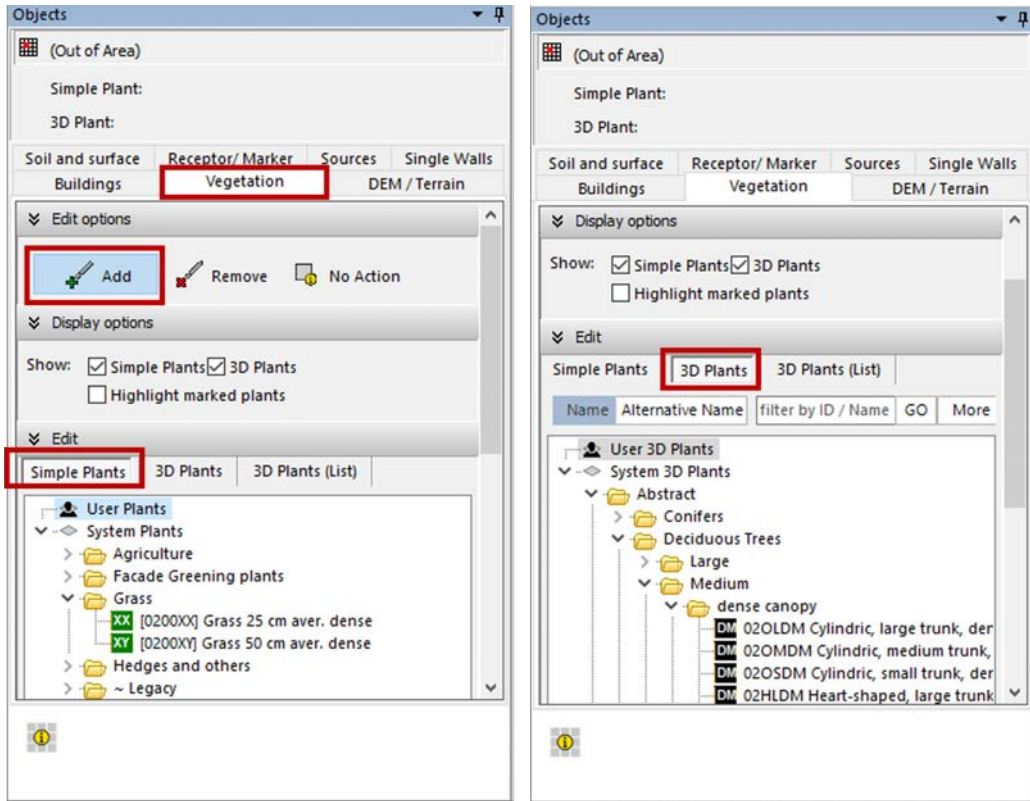 Objects
(Out of Area)
Simple Plant:
3D Plant:
Soil and surface Receptor/ Marker Sources Single Walls
Buildings Vegetation DEM / Terrain
Edit options
Add Remove No Action
Display options
Show: Simple Plants 3D Plants
Highlight marked plants
Edit
Simple Plants 3D Plants 3D Plants (List)
User Plants
System Plants
Agriculture
Facade Greening plants
Grass
XX [0200XX] Grass 25 cm aver. dense
XY [0200XY] Grass 50 cm aver. dense
Hedges and others
~ Legacy
Objects
(Out of Area)
Simple Plant:
3D Plant:
Soil and surface Receptor/ Marker Sources Single Walls
Buildings Vegetation DEM / Terrain
Display options
Show: Simple Plants 3D Plants
Highlight marked plants
Edit
Simple Plants 3D Plants 3D Plants (List)
Name Alternative Name filter by ID / Name GO More
User 3D Plants
System 3D Plants
Abstract
Conifers
Deciduous Trees
Large
Medium
dense canopy
DM 02OLDM Cylindric, large trunk, der
DM 02OMDM Cylindric, medium trunk,
DM 02OSDM Cylindric, small trunk, der
DM 02HLDM Heart-shaped, large trunk